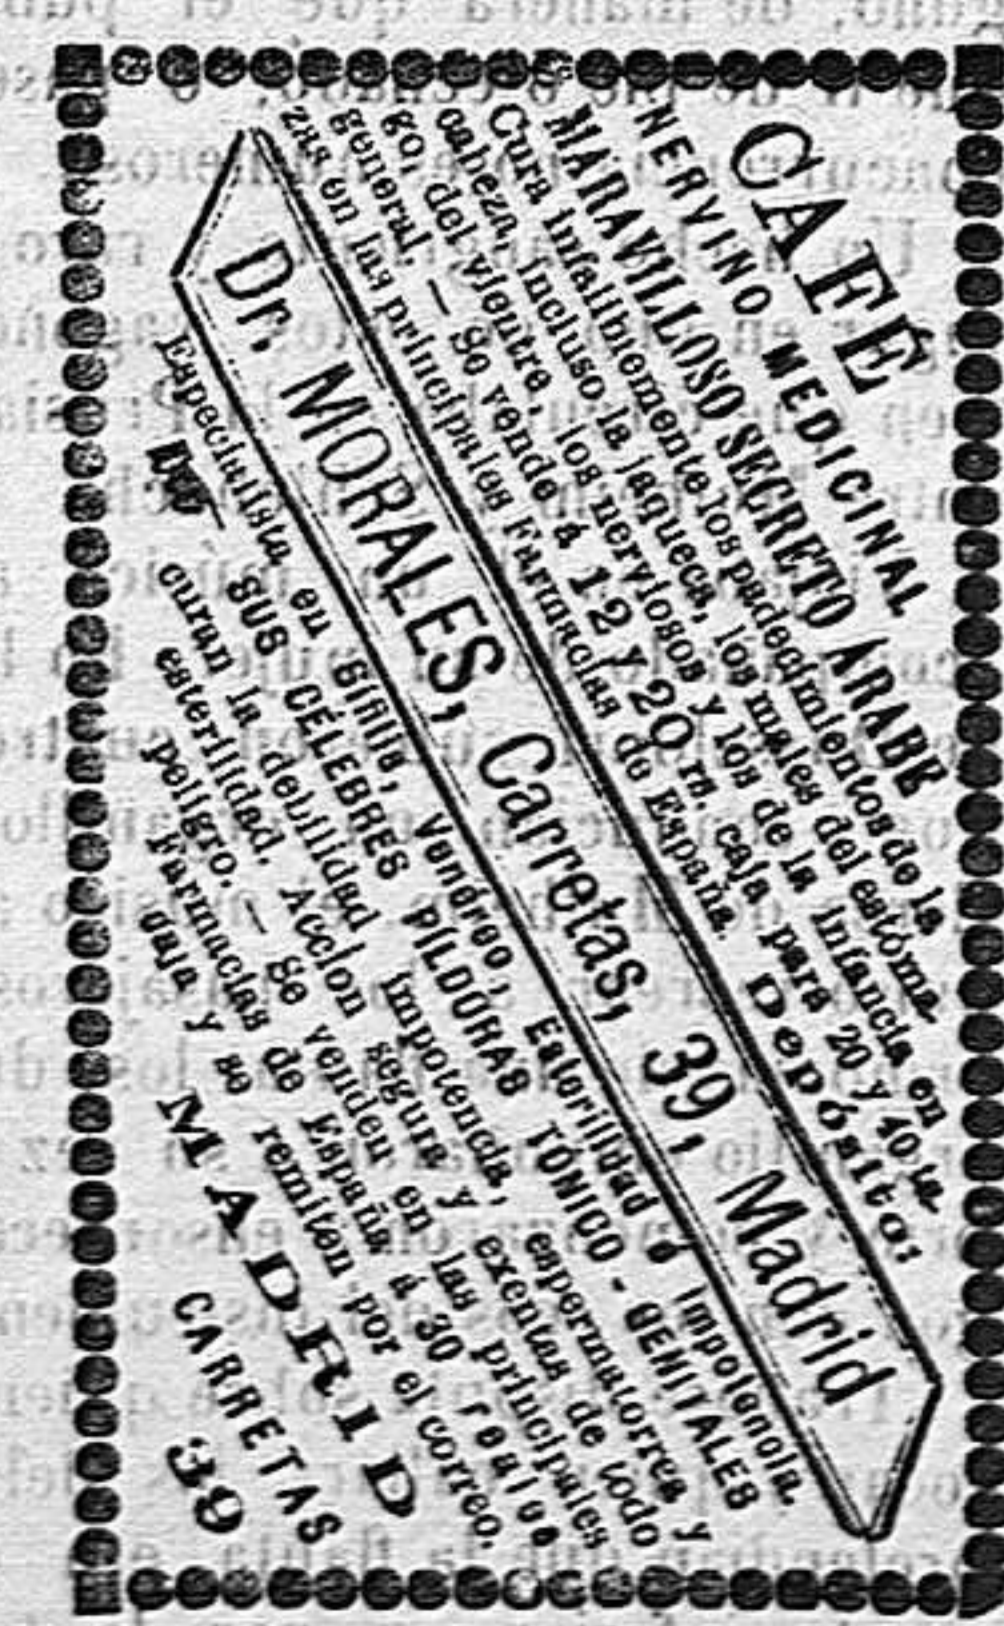 CAFÉ
NERVINO MEDICINAL
MARAVILLOSO SECRETO ÁRABE
Cura infaliblemente los padecimientos de la
cabeza, incluso la jaqueca, los males del estóma-
go, del vientre, los nerviosos y los de la infancia en
general. — Se vende á 12 y 20 rs. caja para 20 y 40 ta-
zas en las principales Farmacias de España. Depósito:
Dr. MORALES, Carretas, 39, Madrid
Especialista en Sífilis, Venéreo, Esterilidad é Impotencia.
SUS CÉLEBRES PÍLDORAS TÓNICO-GENITALES
curan la debilidad, impotencia, espermatorrea y
esterilidad. Accion segura y exentas de todo
peligro. — Se venden en las principales
Farmacias de España á 30 reales
caja y se remiten por el correo.
MADRID
CARRETAS
39